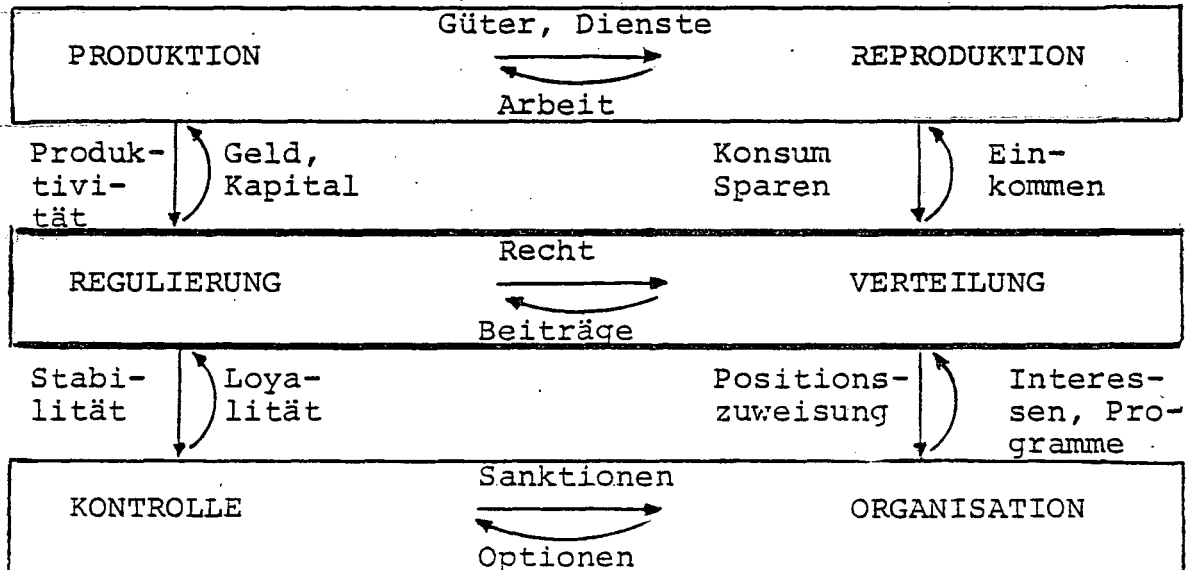 Güter, Dienste
PRODUKTION REPRODUKTION
Arbeit
Produk- Geld, Konsum Ein-
tivi- Kapital Sparen kommen
tät
Recht
REGULIERUNG VERTEILUNG
Beiträge
Stabi- Loya- Positions- Interes-
lität lität zuweisung sen, Pro-
gramme
Sanktionen
KONTROLLE ORGANISATION
Optionen